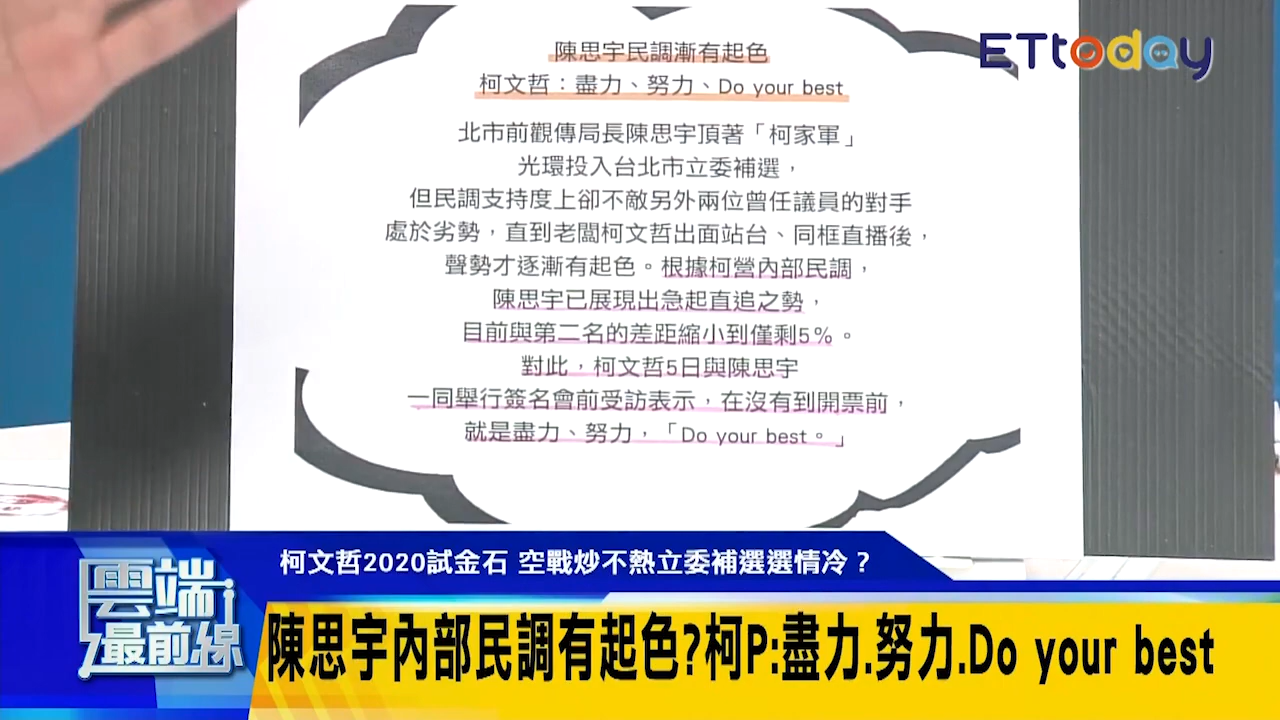 ETtoday
陳思宇民調漸有起色
柯文哲：盡力、努力、Do your best
北市前觀傳局長陳思宇頂著「柯家軍」
光環投入台北市立委補選，
但民調支持度上卻不敵另外兩位曾任議員的對手
處於劣勢，直到老闆柯文哲出面站台、同框直播後，
聲勢才逐漸有起色。根據柯營內部民調，
陳思宇已展現出急起直追之勢，
目前與第二名的差距縮小到僅剩5%。
對此，柯文哲5日與陳思宇
一同舉行簽名會前受訪表示，在沒有到開票前，
就是盡力、努力，「Do your best。」
柯文哲2020試金石 空戰炒不熱立委補選選情冷？
雲端
最前線
陳思宇內部民調有起色?柯P:盡力.努力.Do your best